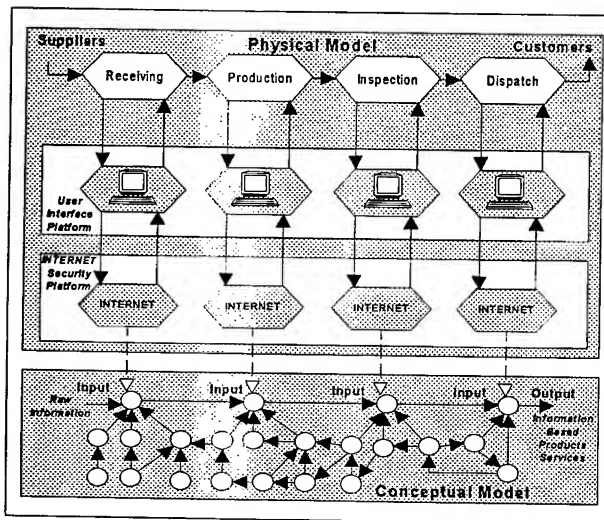 Suppliers
Physical Model
Customers
Receiving
Production
Inspection
Dispatch
User
Interface
Platform
INTERNET
Security
Platform
INTERNET
INTERNET
INTERNET
INTERNET
Input
Input
Input
Input
Output
Raw
Information
Information
Based
Products
Services
Conceptual Model